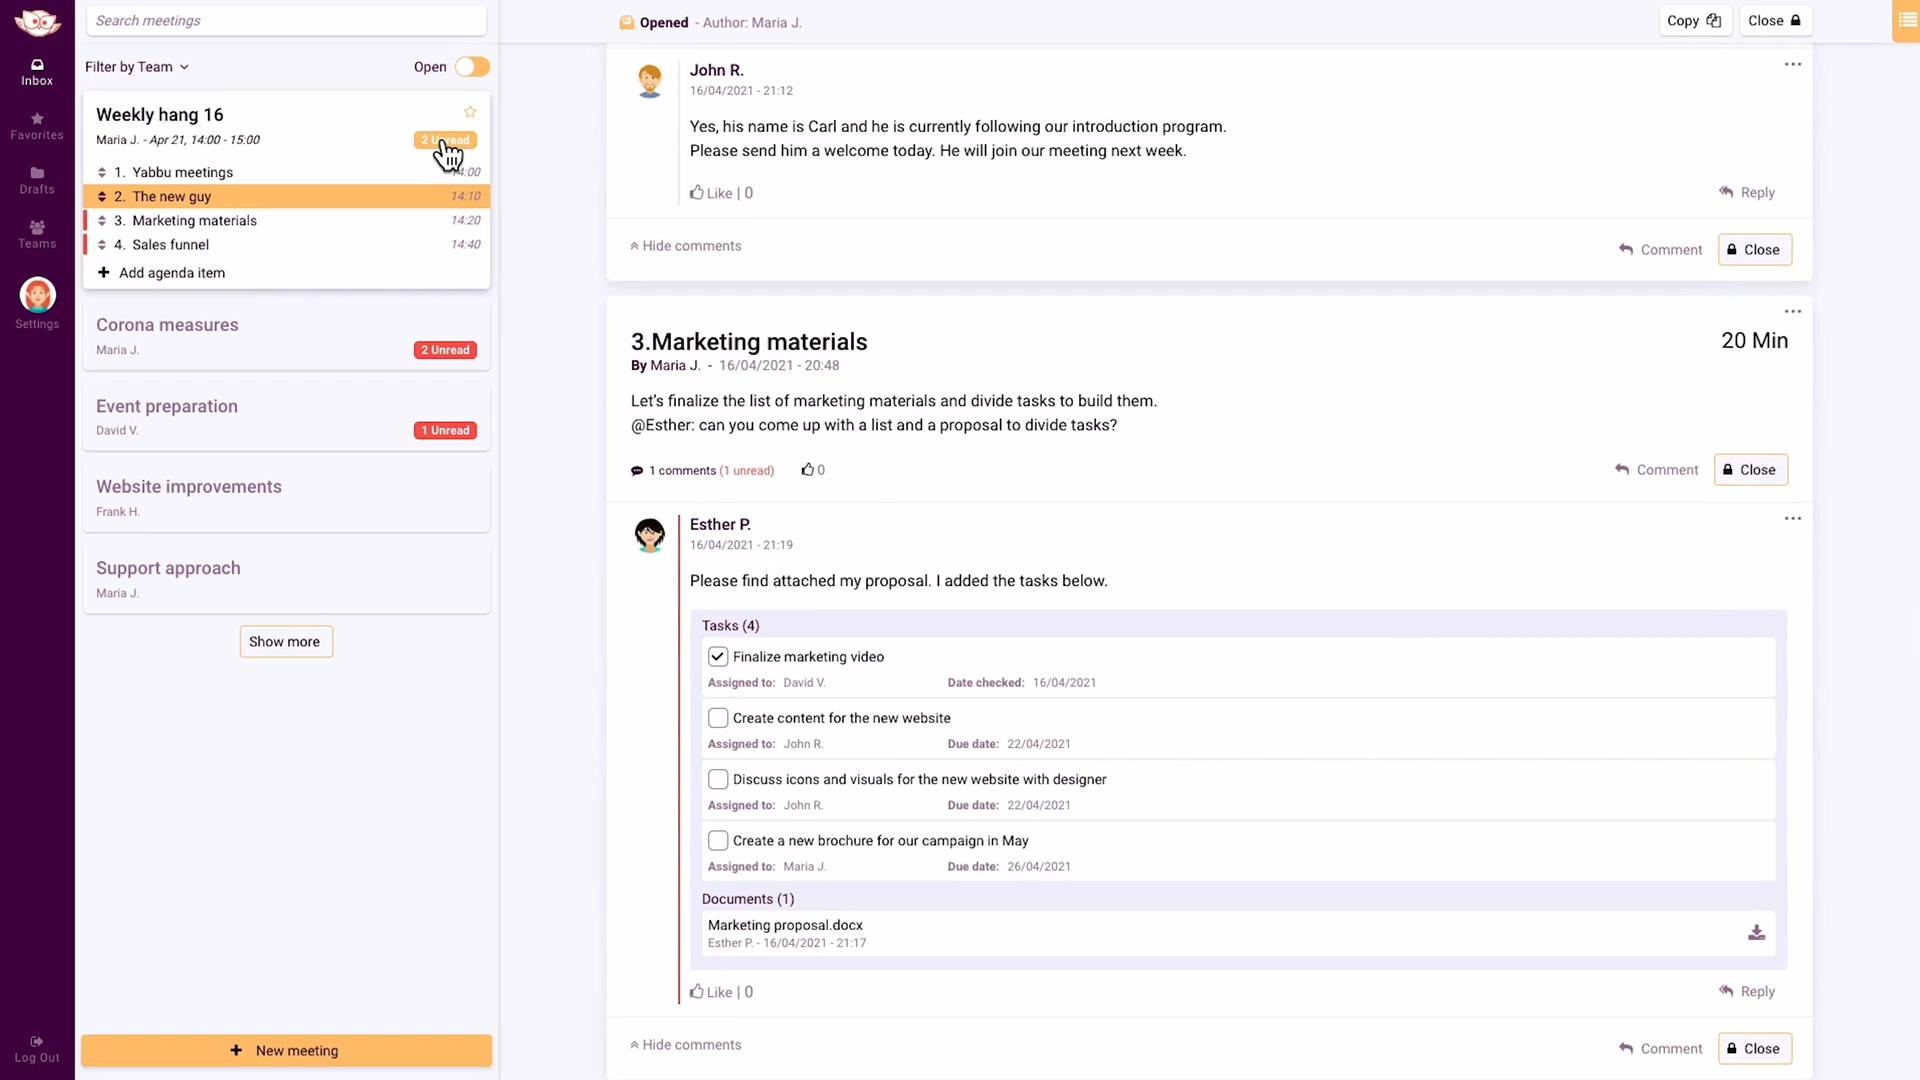 Search meetings
Opened - Author: Maria J.
Copy
Close
Inbox
Favorites
Drafts
Teams
Settings
Log Out
Filter by Team
Open
Weekly hang 16
Maria J. - Apr 21, 14:00 - 15:00
2 Unread
1. Yabbu meetings
14:00
2. The new guy
14:10
3. Marketing materials
14:20
4. Sales funnel
14:40
Add agenda item
Corona measures
Maria J.
2 Unread
Event preparation
David V.
1 Unread
Website improvements
Frank H.
Support approach
Maria J.
Show more
New meeting
John R.
16/04/2021 - 21:12
Yes, his name is Carl and he is currently following our introduction program.
Please send him a welcome today. He will join our meeting next week.
Like | 0
Reply
Hide comments
Comment
Close
3.Marketing materials
20 Min
By Maria J. - 16/04/2021 - 20:48
Let's finalize the list of marketing materials and divide tasks to build them.
@Esther: can you come up with a list and a proposal to divide tasks?
1 comments (1 unread)
0
Comment
Close
Esther P.
16/04/2021 - 21:19
Please find attached my proposal. I added the tasks below.
Tasks (4)
Finalize marketing video
Assigned to: David V.
Date checked: 16/04/2021
Create content for the new website
Assigned to: John R.
Due date: 22/04/2021
Discuss icons and visuals for the new website with designer
Assigned to: John R.
Due date: 22/04/2021
Create a new brochure for our campaign in May
Assigned to: Maria J.
Due date: 26/04/2021
Documents (1)
Marketing proposal.docx
Esther P. - 16/04/2021 - 21:17
Like | 0
Reply
Hide comments
Comment
Close